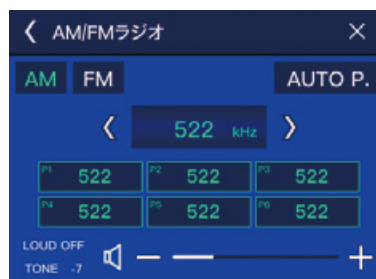 AM/FMラジオ
AM FM AUTO P.
522 kHz
P1 522 P2 522 P3 522
P4 522 P5 522 P6 522
LOUD OFF
TONE -7